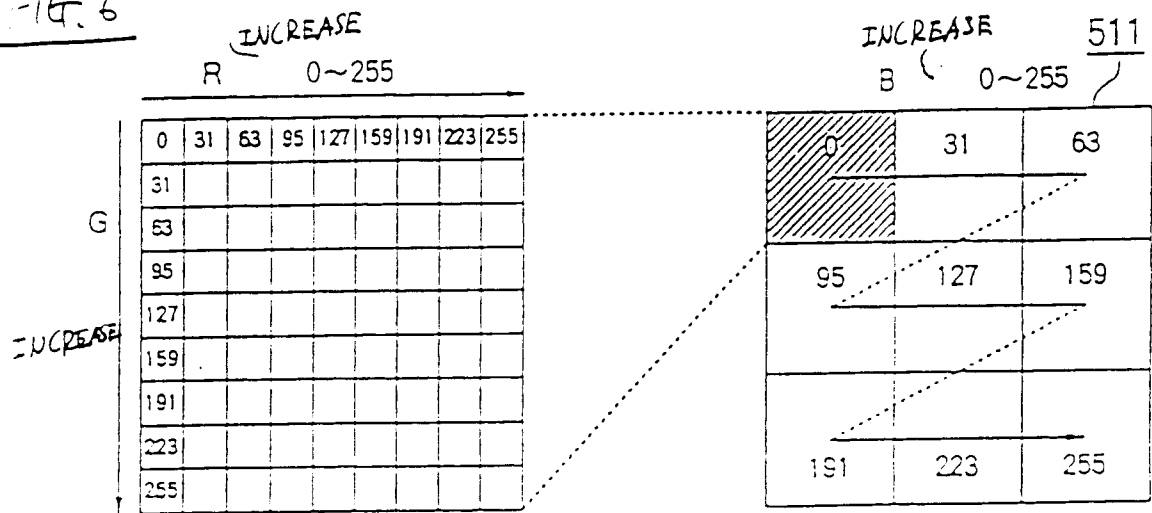 FIG. 6
INCREASE
R 0~255
INCREASE
B 0~255
511
0 31 63 95 127 159 191 223 255
31
63
95
127
159
191
223
255
G
INCREASE
0 31 63
95 127 159
191 223 255